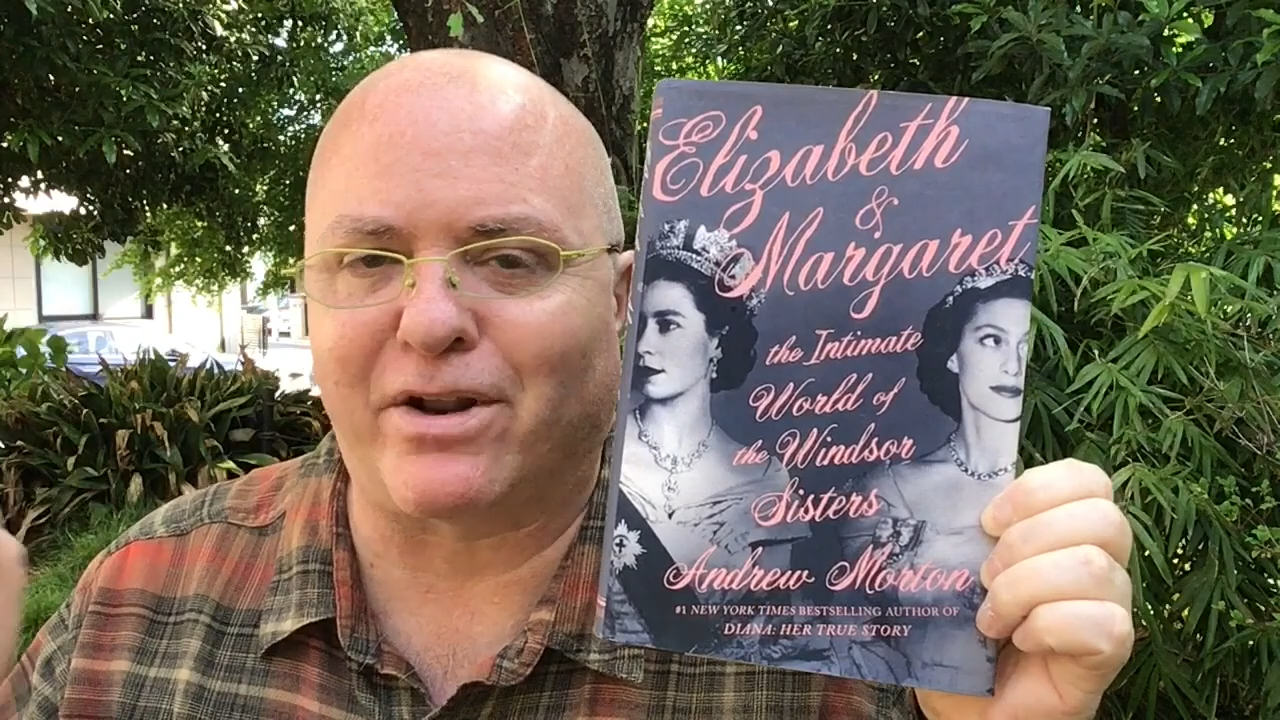 Elizabeth
&
Margaret
the Intimate
World of
the Windsor
Sisters
Andrew Morton
#1 NEW YORK TIMES BESTSELLING AUTHOR OF
DIANA: HER TRUE STORY